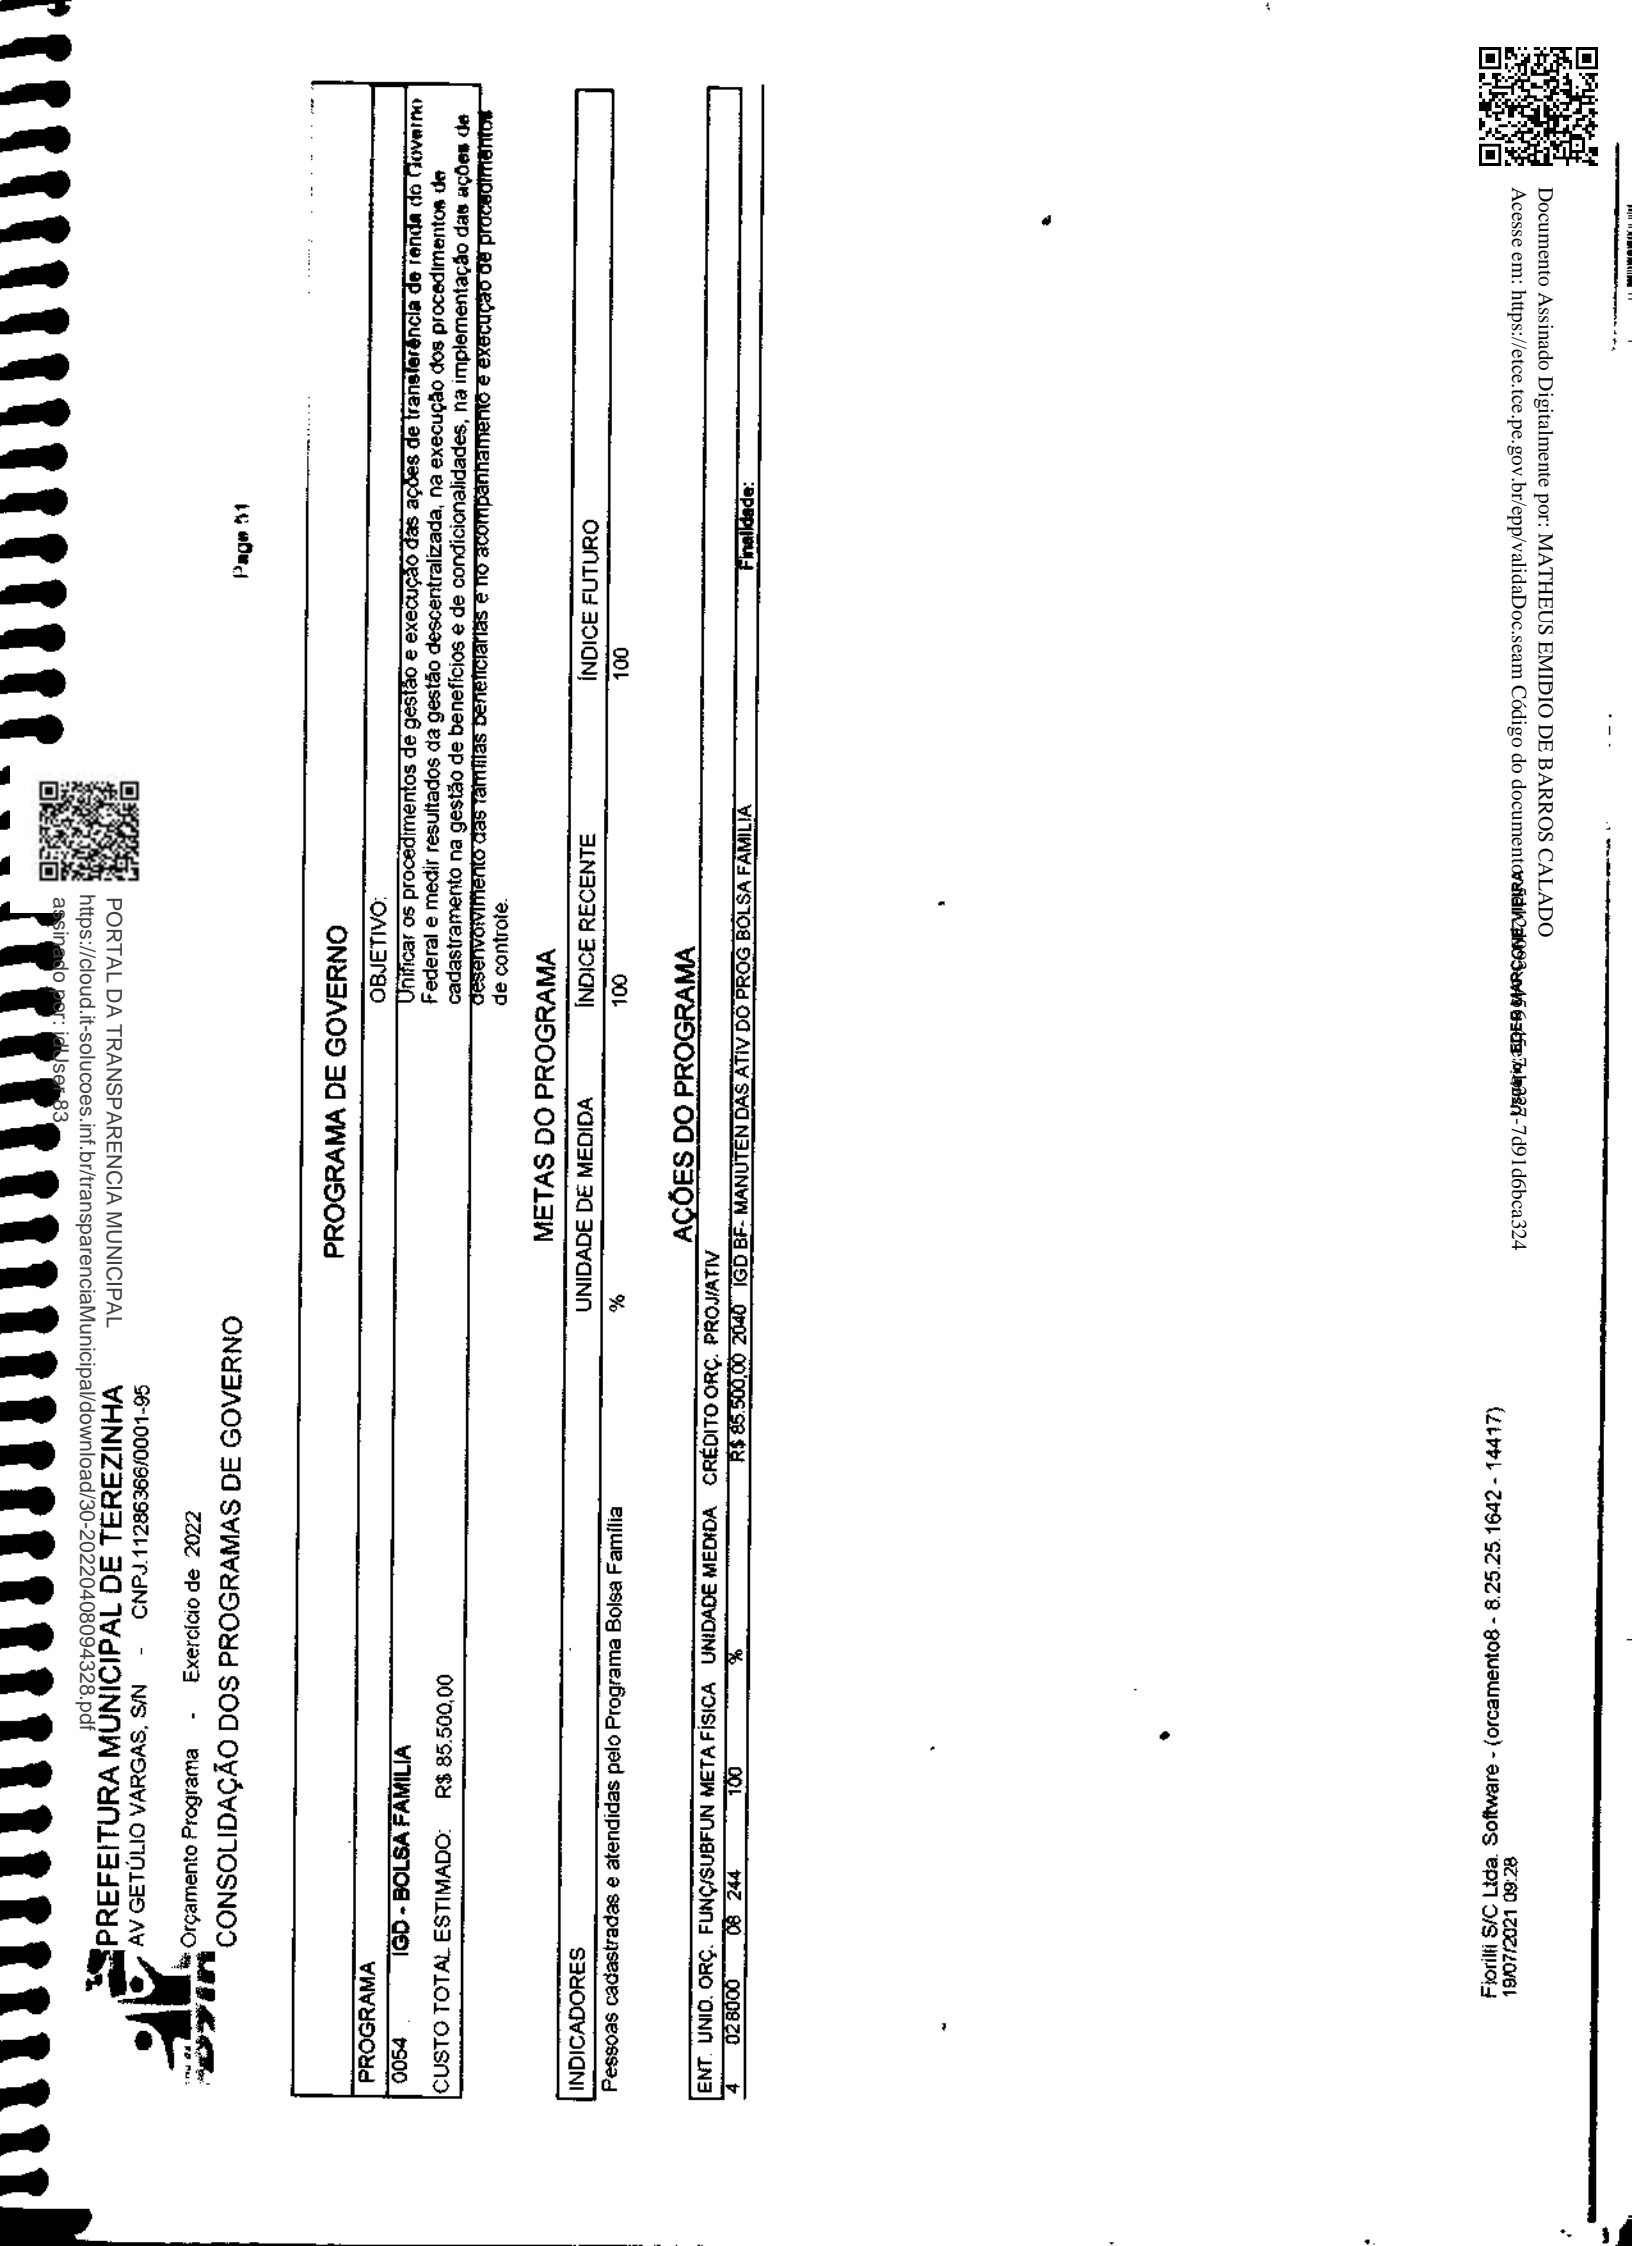 PORTAL DA TRANSPARENCIA MUNICIPAL
https://cloud.it-solucoes.inf.br/transparenciaMunicipal/download/30-20220408094328.pdf
assinado por: idUser 83
PREFEITURA MUNICIPAL DE TEREZINHA
AV GETÚLIO VARGAS, S/N - CNPJ.11286366/0001-95
Orçamento Programa - Exercício de 2022
CONSOLIDAÇÃO DOS PROGRAMAS DE GOVERNO
Page 51
PROGRAMA DE GOVERNO
PROGRAMA OBJETIVO:
0054 IGD - BOLSA FAMILIA
CUSTO TOTAL ESTIMADO: R$ 85.500,00
Unificar os procedimentos de gestão e execução das ações de transferência de renda do Governo
Federal e medir resultados da gestão descentralizada, na execução dos procedimentos de
cadastramento na gestão de benefícios e de condicionalidades, na implementação das ações de
desenvolvimento das famílias beneficiárias e no acompanhamento e execução de procedimentos
de controle.
METAS DO PROGRAMA
INDICADORES UNIDADE DE MEDIDA ÍNDICE RECENTE ÍNDICE FUTURO
Pessoas cadastradas e atendidas pelo Programa Bolsa Família % 100 100
AÇÕES DO PROGRAMA
ENT. UNID. ORÇ. FUNÇ/SUBFUN META FÍSICA UNIDADE MEDIDA CRÉDITO ORÇ. PROJ/ATIV
4 028000 08 244 100 % R$ 85.500,00 2040 IGD BF- MANUTEN DAS ATIV DO PROG BOLSA FAMILIA Finalidade:
Fiorilli S/C Ltda. Software - (orcamento8 - 8.25.25.1642 - 14417)
19/07/2021 09:28
Documento Assinado Digitalmente por: MATHEUS EMIDIO DE BARROS CALADO
Acesse em: https://etce.tce.pe.gov.br/epp/validaDoc.seam Código do documento: -7d91d6bca324